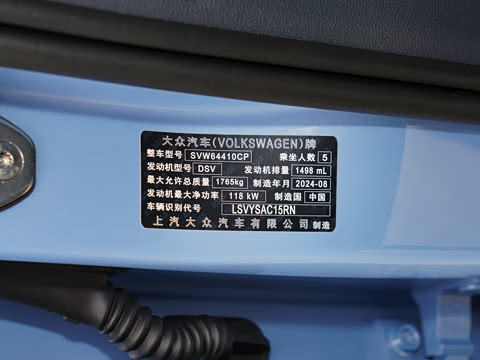 大众汽车(VOLKSWAGEN)牌
整车型号 SVW64410CP 乘坐人数 5
发动机型号 DSV 发动机排量 1498 mL
最大允许总质量 1765kg 制造年月 2024-08
发动机最大净功率 118 kW 制造国 中国
车辆识别代号 LSVYSAC15RN
上汽大众汽车有限公司 制造